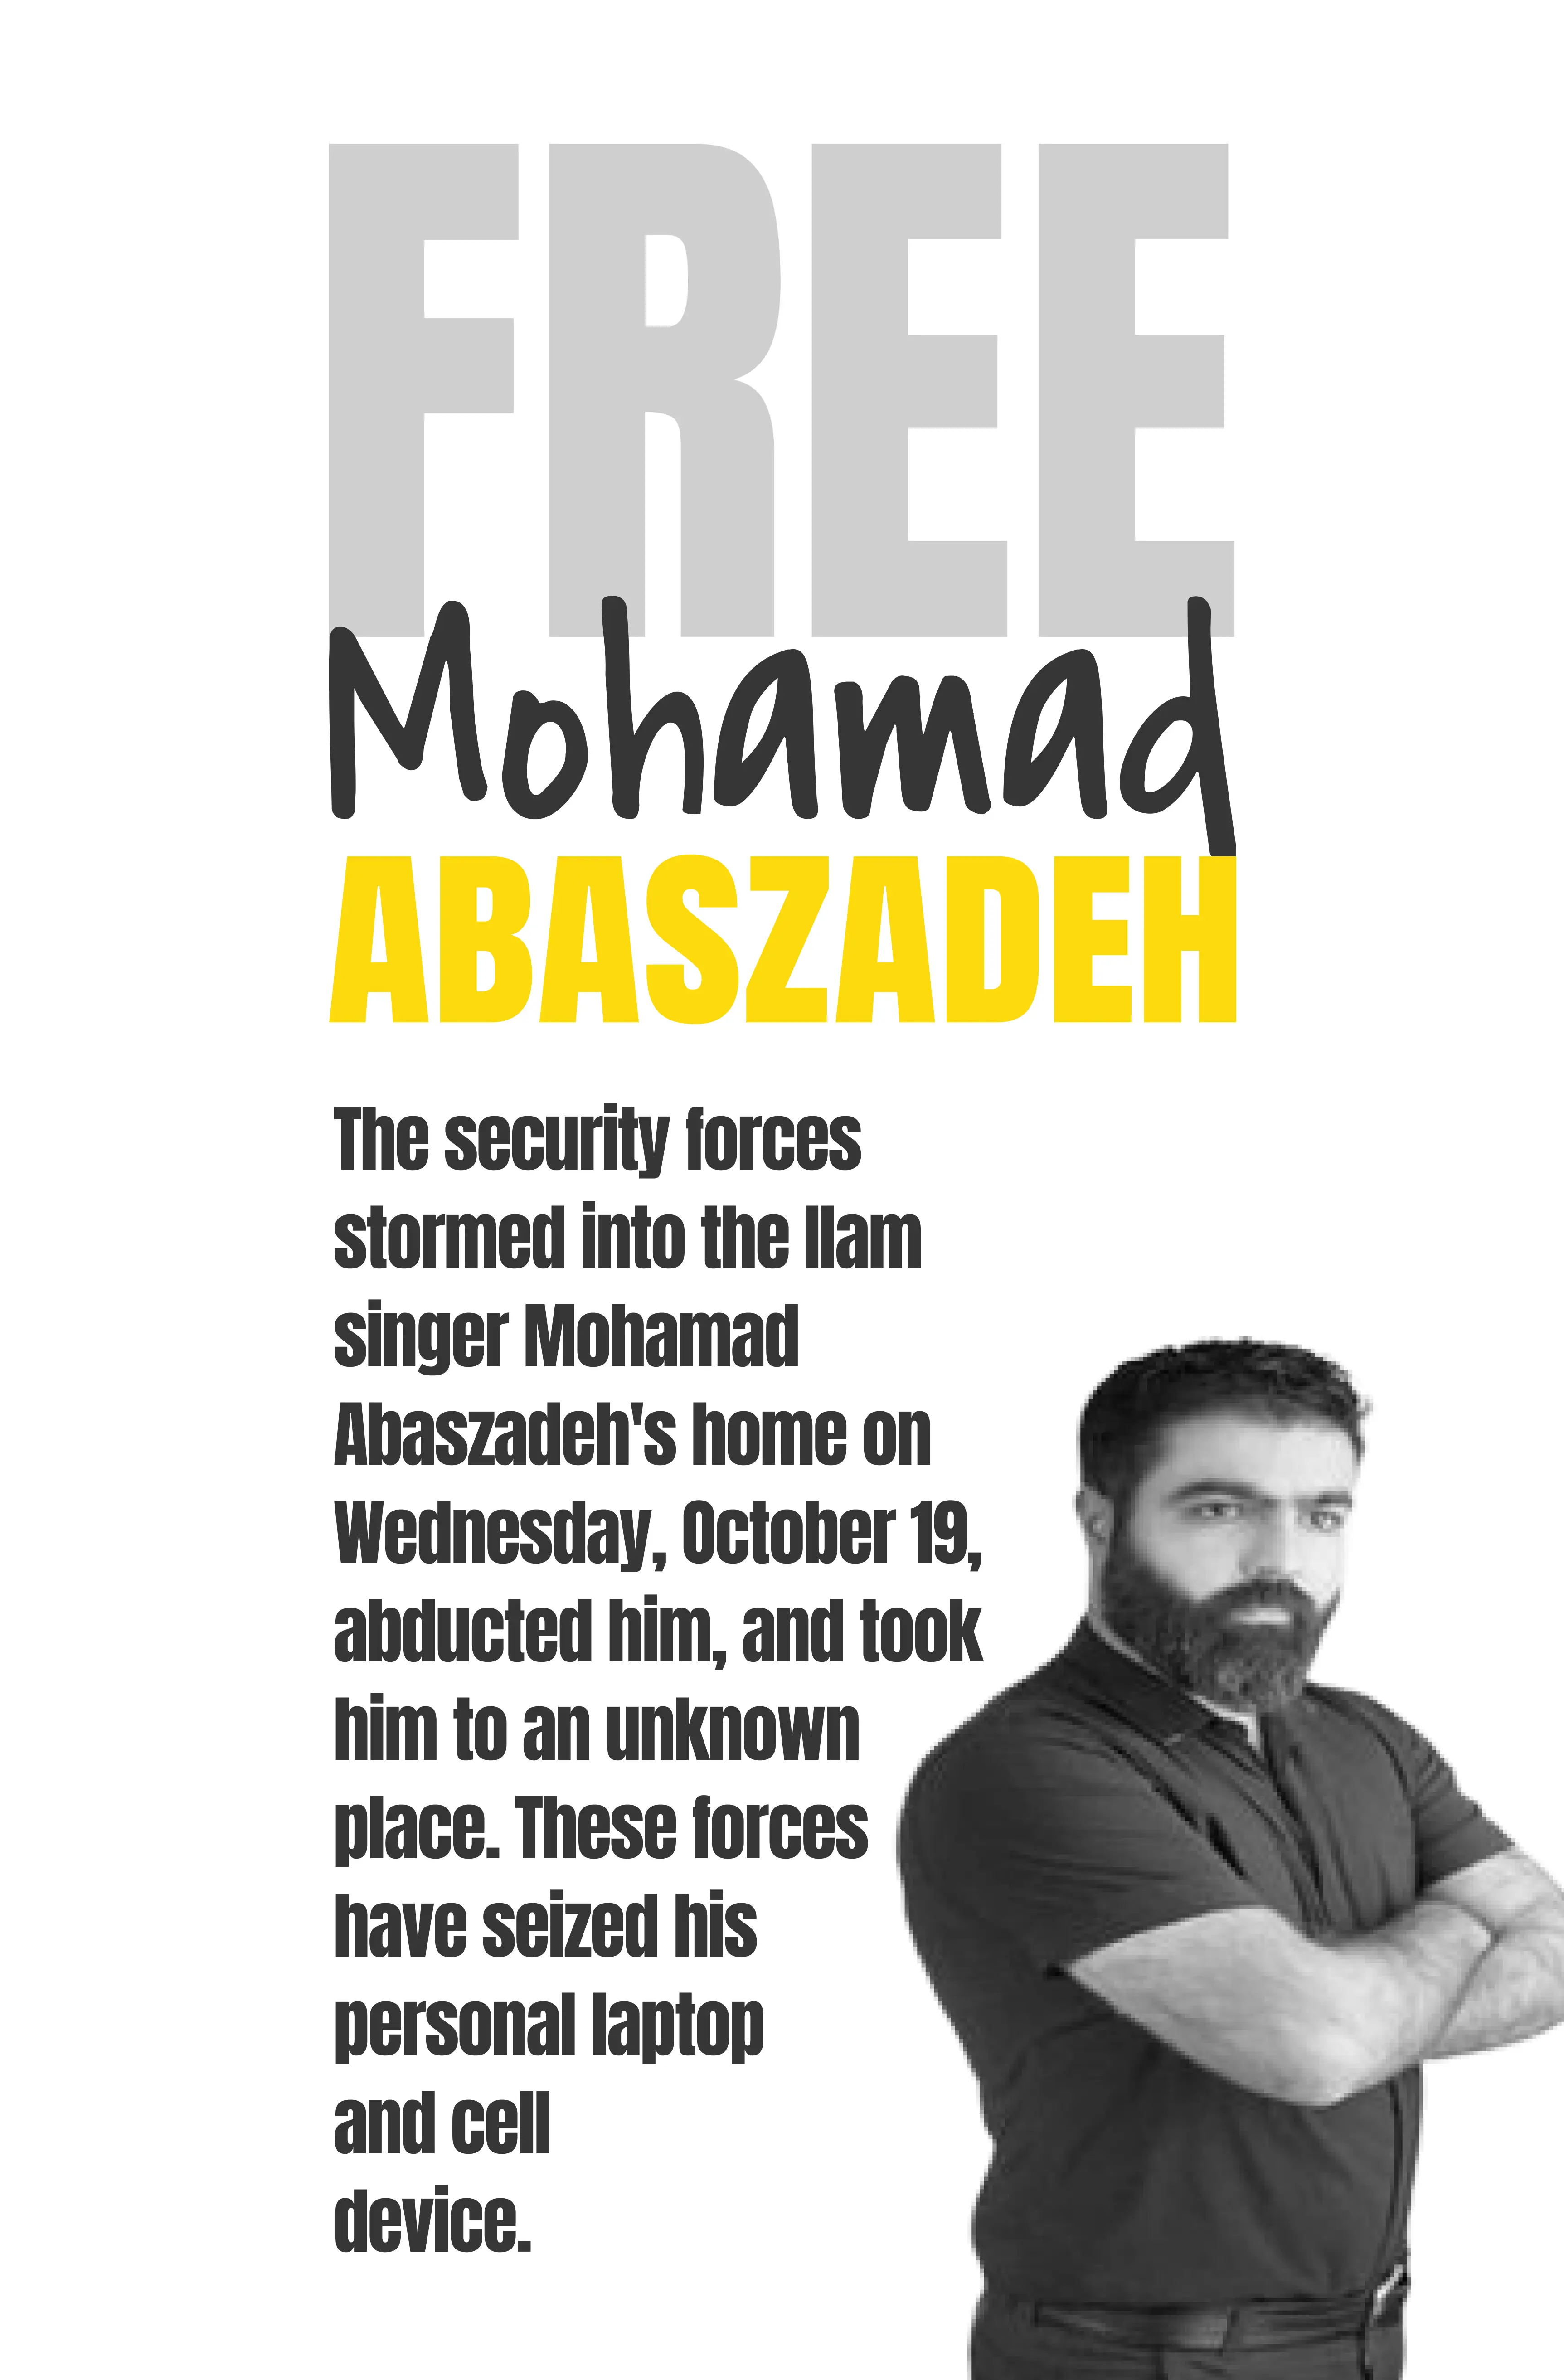 FREE
Mohamad
ABASZADEH
The security forces
stormed into the Ilam
singer Mohamad
Abaszadeh's home on
Wednesday, October 19,
abducted him, and took
him to an unknown
place. These forces
have seized his
personal laptop
and cell
device.